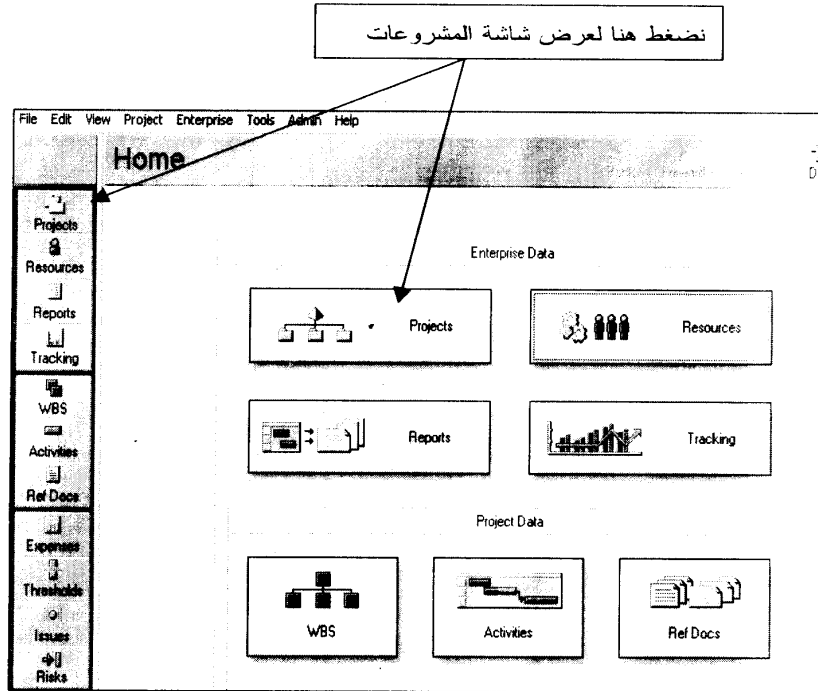 نضغط هنا لعرض شاشة المشروعات
File Edit View Project Enterprise Tools Admin Help
Home
Projects
Resources
Reports
Tracking
WBS
Activities
Ref Docs
Expenses
Thresholds
Issues
Risks
Enterprise Data
Projects
Resources
Reports
Tracking
Project Data
WBS
Activities
Ref Docs